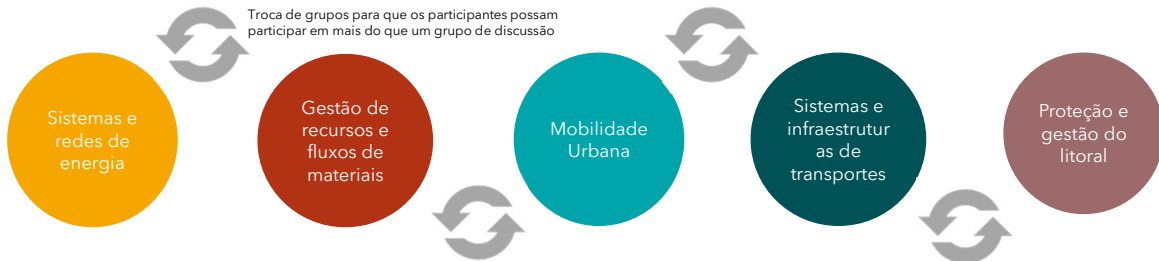 Troca de grupos para que os participantes possam
participar em mais do que um grupo de discussão
Sistemas e
redes de
energia
Gestão de
recursos e
fluxos de
materiais
Mobilidade
Urbana
Sistemas e
infraestrutur
as de
transportes
Proteção e
gestão do
litoral